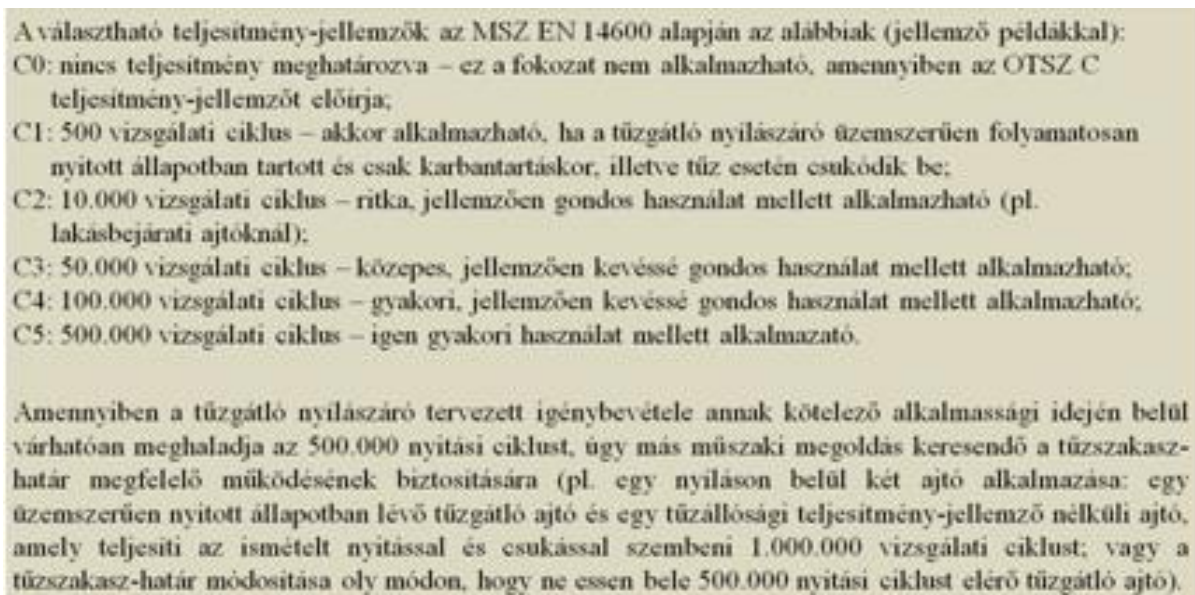 A választható teljesítmény-jellemzők az MSZ EN 14600 alapján az alábbiak (jellemző példákkal):
C0: nincs teljesítmény meghatározva – ez a fokozat nem alkalmazható, amennyiben az OTSZ C
teljesítmény-jellemzőt előírja;
C1: 500 vizsgálati ciklus – akkor alkalmazható, ha a tűzgátló nyílászáró üzemszerűen folyamatosan
nyitott állapotban tartott és csak karbantartáskor, illetve tűz esetén csukódik be;
C2: 10.000 vizsgálati ciklus – ritka, jellemzően gondos használat mellett alkalmazható (pl.
lakásbejárati ajtóknál);
C3: 50.000 vizsgálati ciklus – közepes, jellemzően kevéssé gondos használat mellett alkalmazható;
C4: 100.000 vizsgálati ciklus – gyakori, jellemzően kevéssé gondos használat mellett alkalmazható;
C5: 500.000 vizsgálati ciklus – igen gyakori használat mellett alkalmazató.
Amennyiben a tűzgátló nyílászáró tervezett igénybevétele annak kötelező alkalmassági idején belül
várhatóan meghaladja az 500.000 nyitási ciklust, úgy más műszaki megoldás keresendő a tűzszakasz-
határ megfelelő működésének biztosítására (pl. egy nyíláson belül két ajtó alkalmazása: egy
üzemszerűen nyitott állapotban lévő tűzgátló ajtó és egy tűzállósági teljesítmény-jellemző nélküli ajtó,
amely teljesíti az ismételt nyitással és csukással szembeni 1.000.000 vizsgálati ciklust; vagy a
tűzszakasz-határ módosítása oly módon, hogy ne essen bele 500.000 nyitási ciklust elérő tűzgátló ajtó).